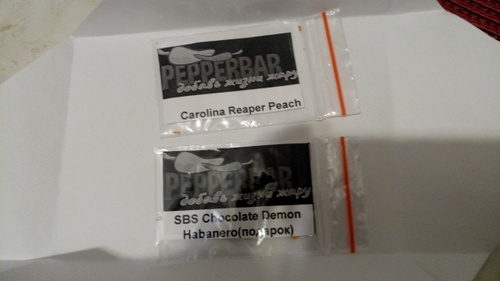 PEPPERBAR
добавь жизни жару
Carolina Reaper Peach
PEPPERBAR
добавь жизни жару
SBS Chocolate Demon
Habanero(подарок)